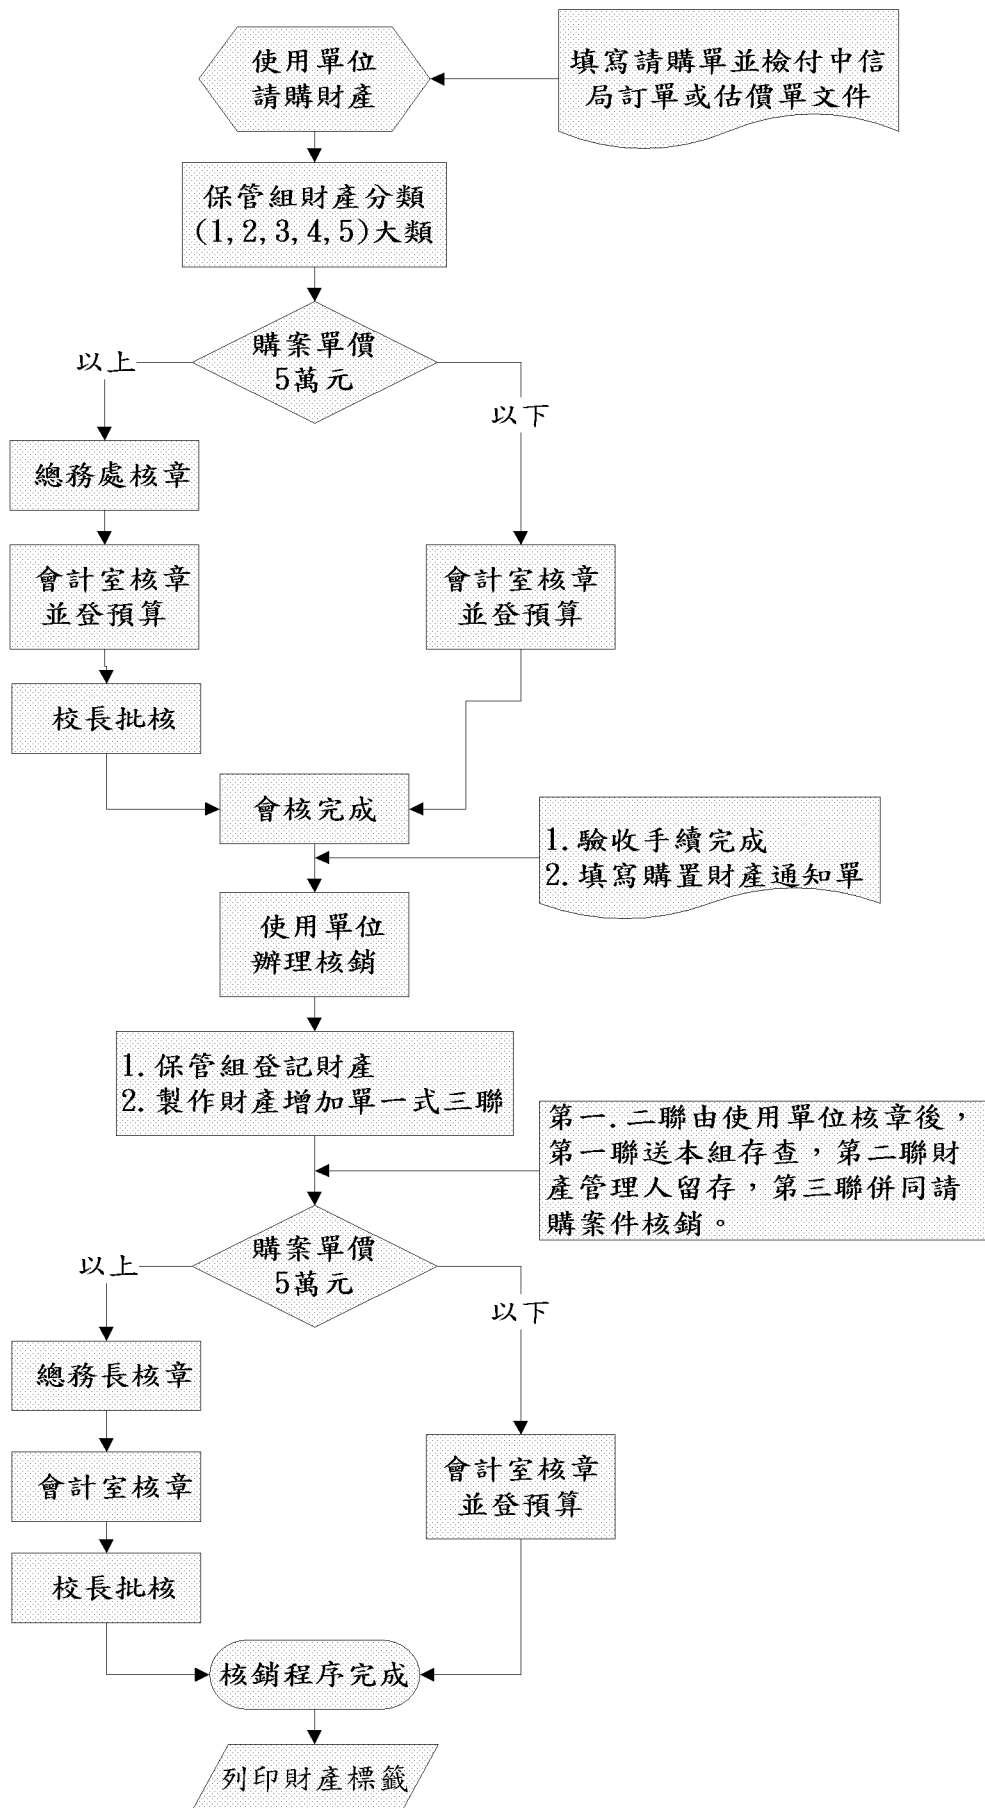 使用單位
請購財產
填寫請購單並檢付中信
局訂單或估價單文件
保管組財產分類
(1,2,3,4,5)大類
購案單價
5萬元
以上
以下
總務處核章
會計室核章
並登預算
會計室核章
並登預算
校長批核
會核完成
1.驗收手續完成
2.填寫購置財產通知單
使用單位
辦理核銷
1.保管組登記財產
2.製作財產增加單一式三聯
第一.二聯由使用單位核章後，
第一聯送本組存查，第二聯財
產管理人留存，第三聯併同請
購案件核銷。
購案單價
5萬元
以上
以下
總務長核章
會計室核章
會計室核章
並登預算
校長批核
核銷程序完成
列印財產標籤